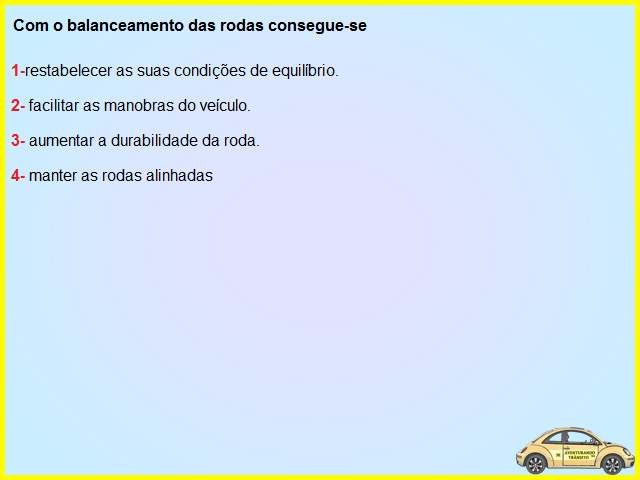 Com o balanceamento das rodas consegue-se
1-restabelecer as suas condições de equilíbrio.
2- facilitar as manobras do veículo.
3- aumentar a durabilidade da roda.
4- manter as rodas alinhadas
AVENTURANDO
TRÂNSITO